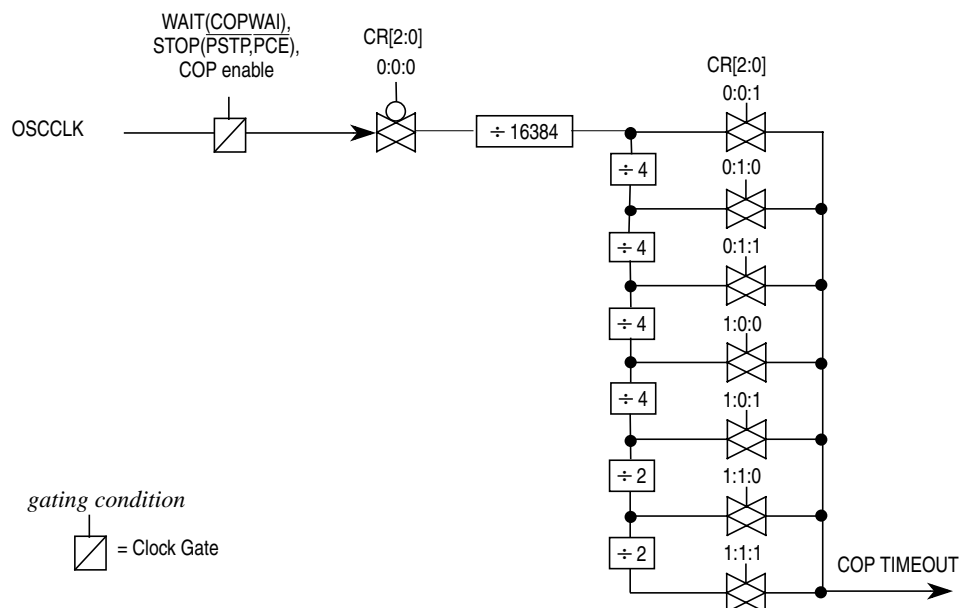 WAIT(COPWAI),
STOP(PSTP,PCE),
COP enable
CR[2:0]
0:0:0
CR[2:0]
0:0:1
OSCCLK
÷ 16384
÷ 4
0:1:0
÷ 4
0:1:1
÷ 4
1:0:0
÷ 4
1:0:1
÷ 2
1:1:0
÷ 2
1:1:1
gating condition
= Clock Gate
COP TIMEOUT